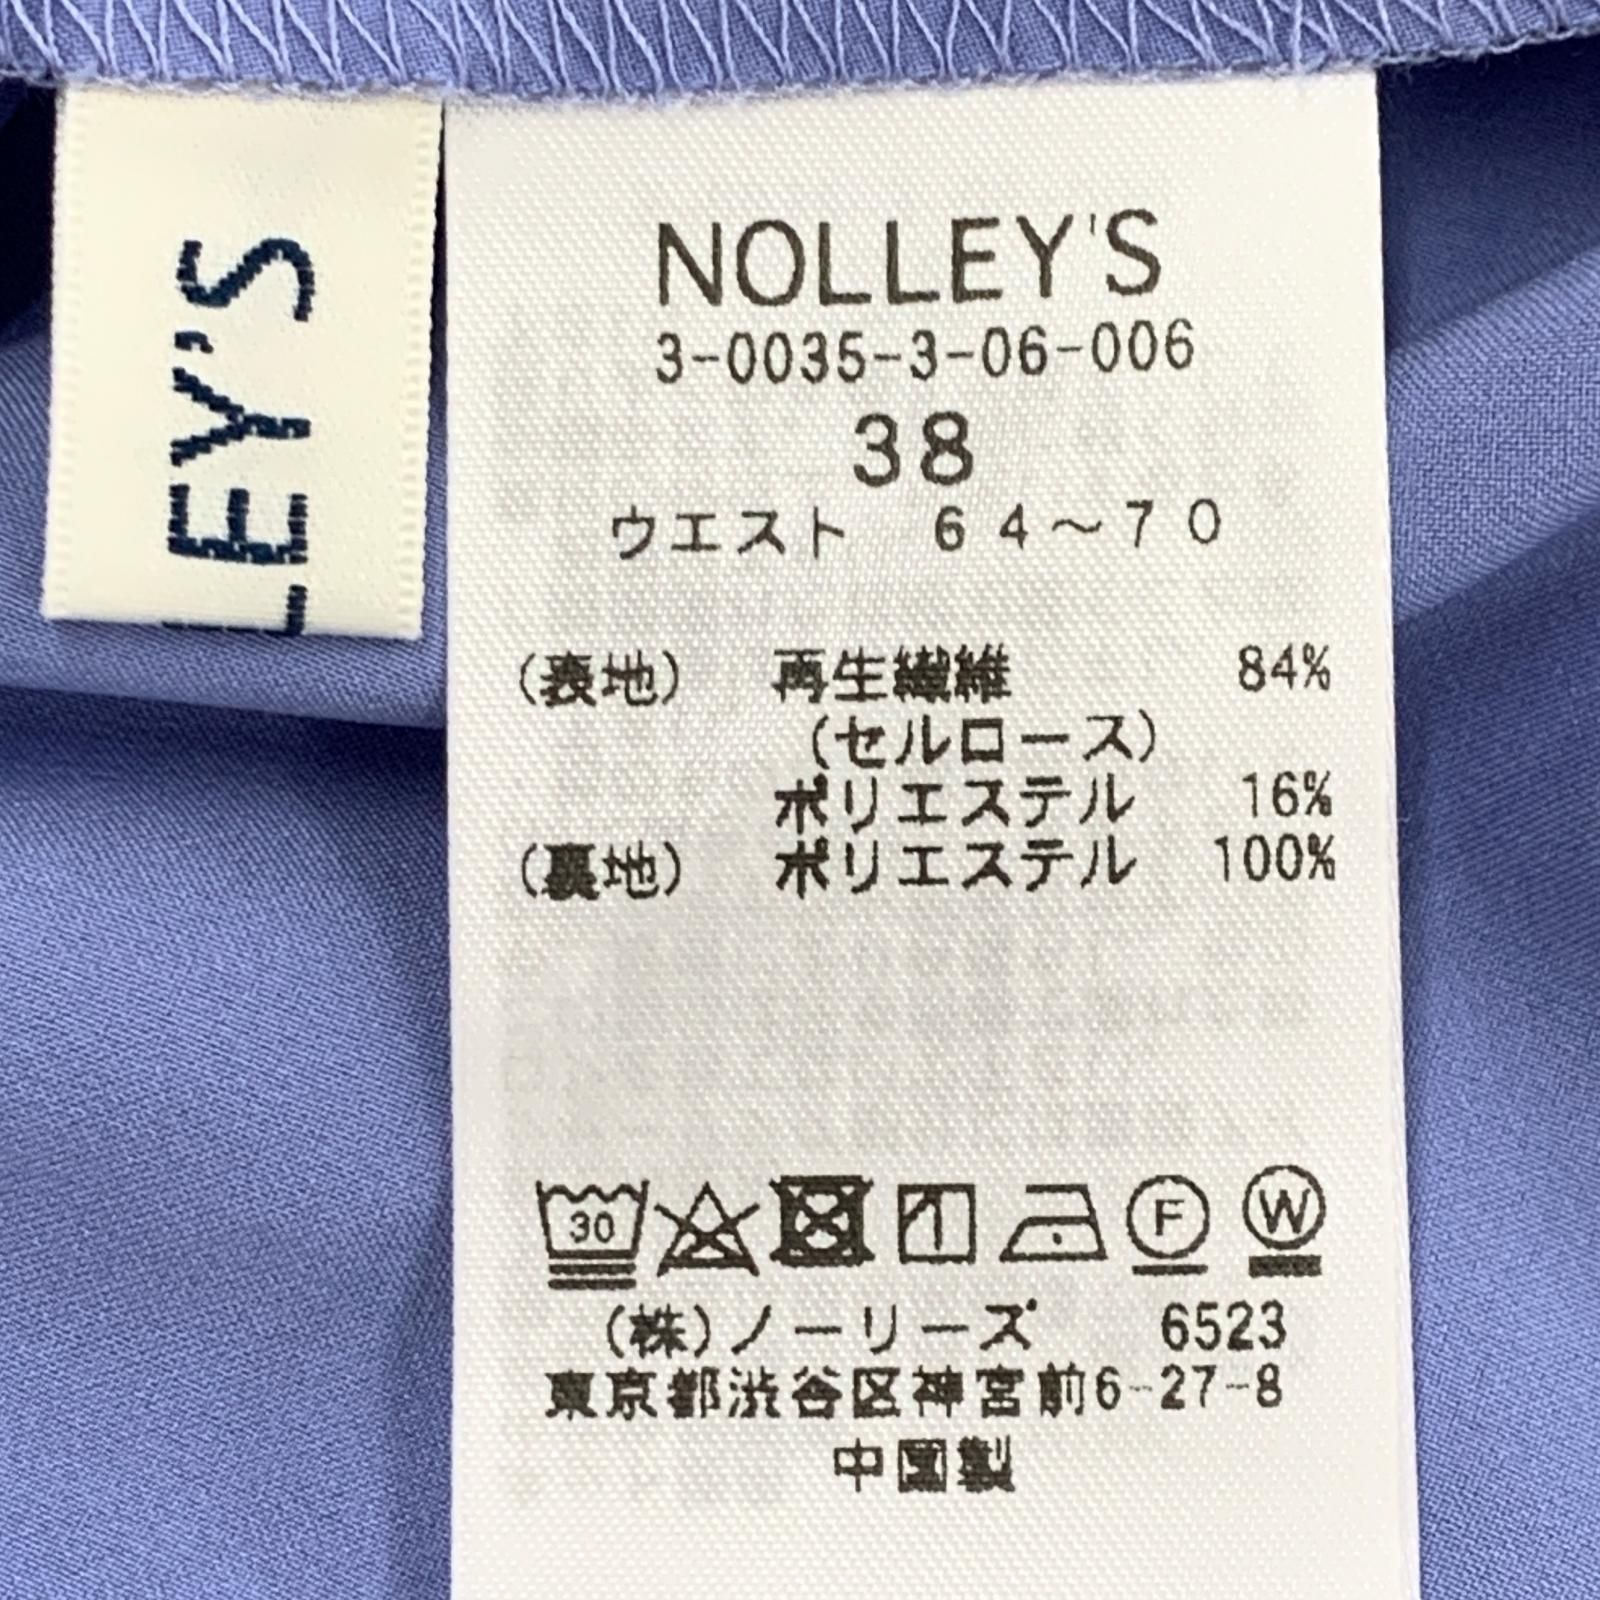 LEY'S
NOLLEY'S
3-0035-3-06-006
38
ウエスト 64～70
(表地) 再生繊維 84%
(セルロース)
ポリエステル 16%
(裏地) ポリエステル 100%
30 F W
(株)ノーリーズ 6523
東京都渋谷区神宮前6-27-8
中国製